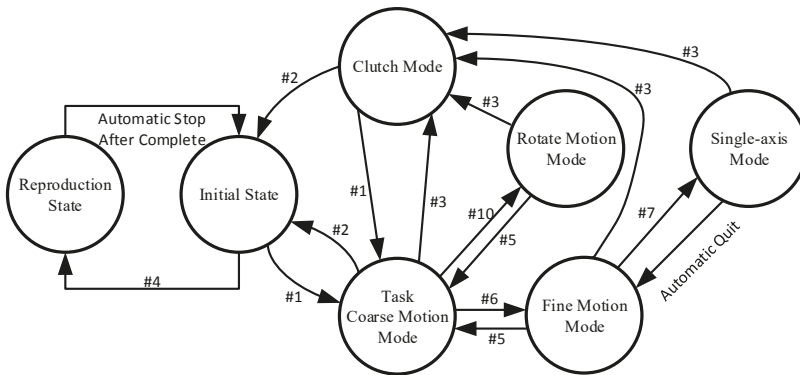 Clutch Mode
#3
#2
#3
Automatic Stop
After Complete
#3
Rotate Motion
Mode
Single-axis
Mode
Reproduction
State
Initial State
#1
#3
#10
#5
#7
#2
Automatic Quit
#4
#1
Task
Coarse Motion
Mode
#6
#5
Fine Motion
Mode